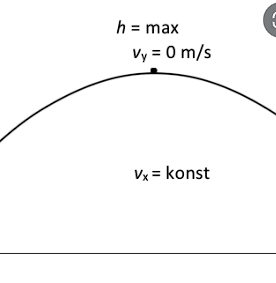 h = max
vy = 0 m/s
vx = konst